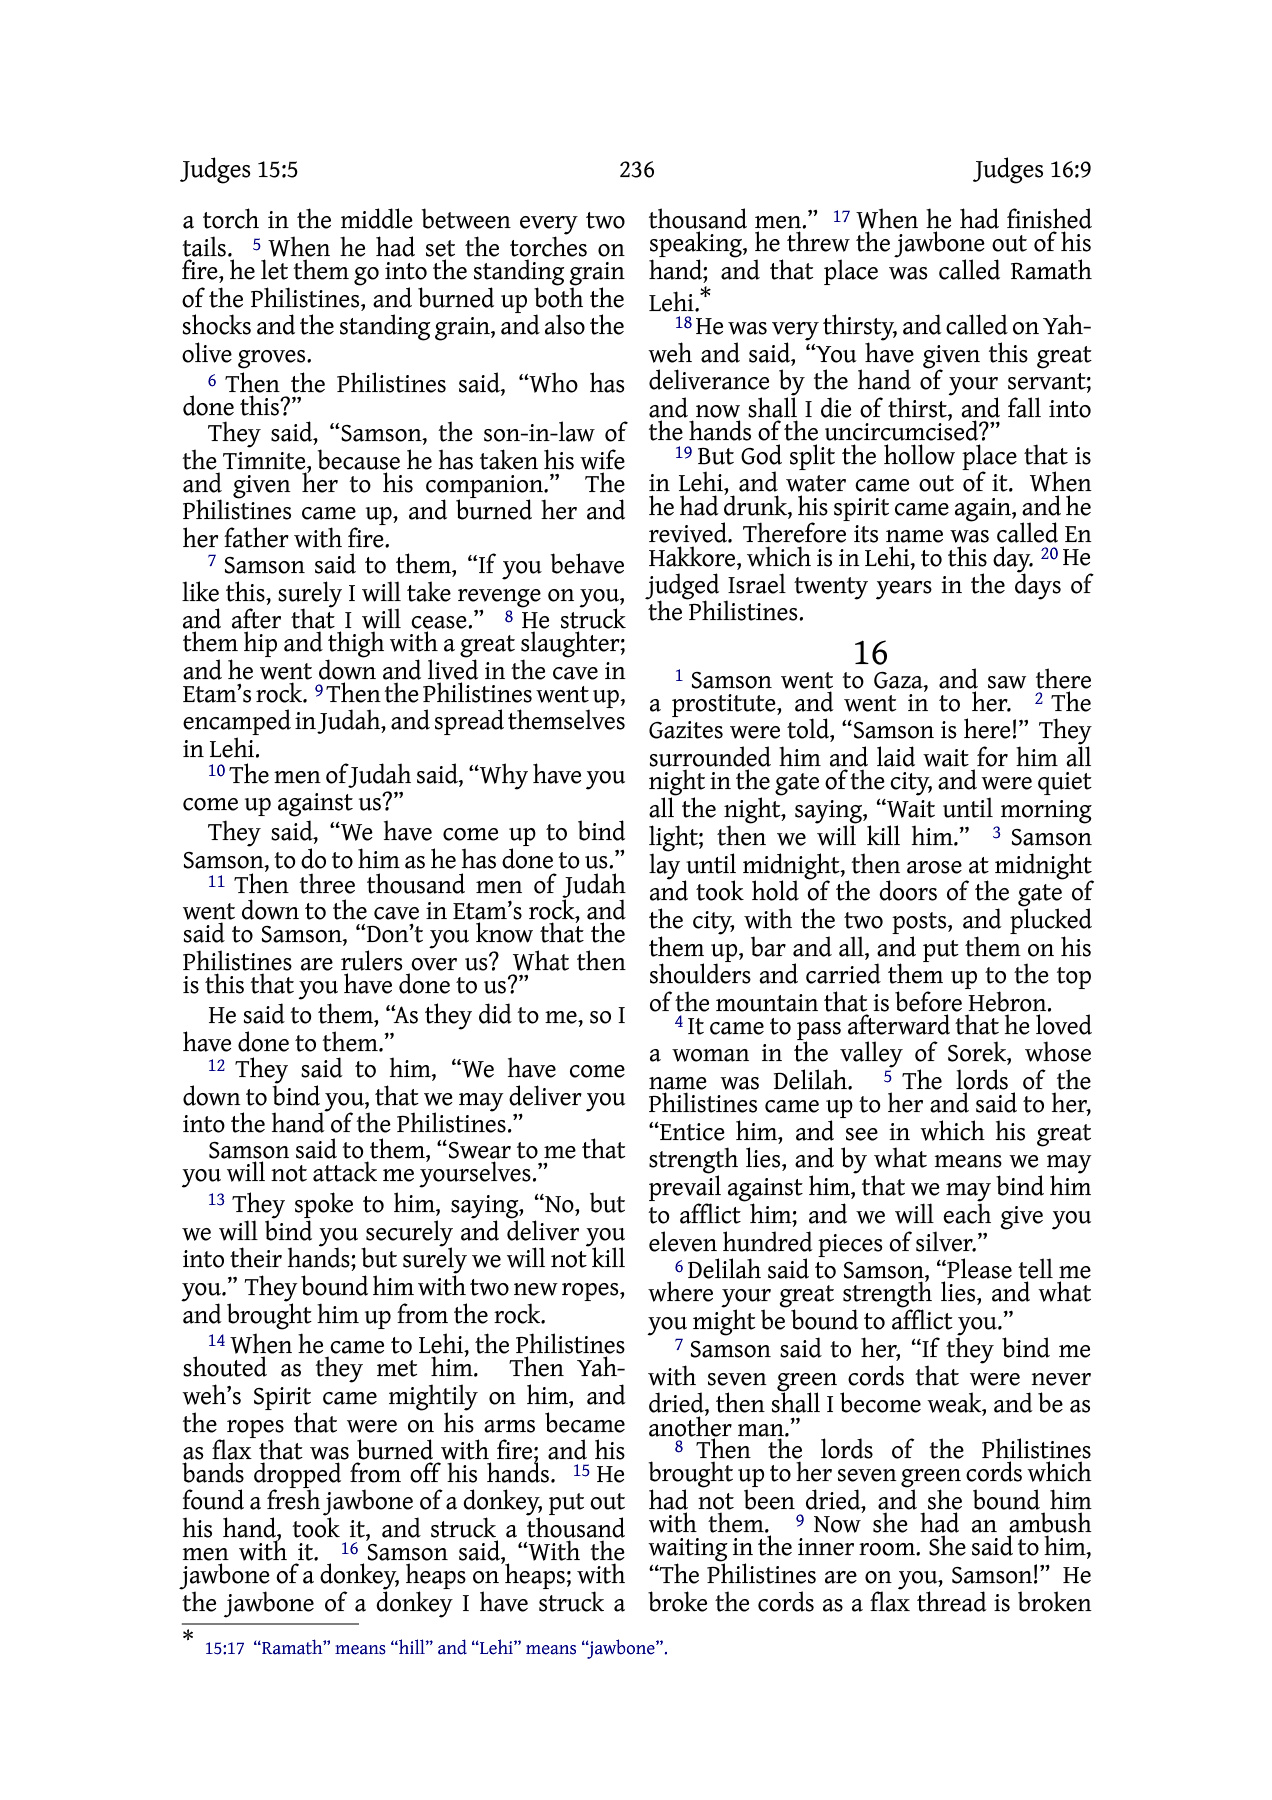 Judges 15:5 236 Judges 16:9
a torch in the middle between every two
tails. 5 When he had set the torches on
fire, he let them go into the standing grain
of the Philistines, and burned up both the
shocks and the standing grain, and also the
olive groves.
6 Then the Philistines said, “Who has
done this?”
They said, “Samson, the son-in-law of
the Timnite, because he has taken his wife
and given her to his companion.” The
Philistines came up, and burned her and
her father with fire.
7 Samson said to them, “If you behave
like this, surely I will take revenge on you,
and after that I will cease.” 8 He struck
them hip and thigh with a great slaughter;
and he went down and lived in the cave in
Etam’s rock. 9 Then the Philistines went up,
encamped in Judah, and spread themselves
in Lehi.
10 The men of Judah said, “Why have you
come up against us?”
They said, “We have come up to bind
Samson, to do to him as he has done to us.”
11 Then three thousand men of Judah
went down to the cave in Etam’s rock, and
said to Samson, “Don’t you know that the
Philistines are rulers over us? What then
is this that you have done to us?”
He said to them, “As they did to me, so I
have done to them.”
12 They said to him, “We have come
down to bind you, that we may deliver you
into the hand of the Philistines.”
Samson said to them, “Swear to me that
you will not attack me yourselves.”
13 They spoke to him, saying, “No, but
we will bind you securely and deliver you
into their hands; but surely we will not kill
you.” They bound him with two new ropes,
and brought him up from the rock.
14 When he came to Lehi, the Philistines
shouted as they met him. Then Yah-
weh’s Spirit came mightily on him, and
the ropes that were on his arms became
as flax that was burned with fire; and his
bands dropped from off his hands. 15 He
found a fresh jawbone of a donkey, put out
his hand, took it, and struck a thousand
men with it. 16 Samson said, “With the
jawbone of a donkey, heaps on heaps; with
the jawbone of a donkey I have struck a
thousand men.” 17 When he had finished
speaking, he threw the jawbone out of his
hand; and that place was called Ramath
Lehi.*
18 He was very thirsty, and called on Yah-
weh and said, “You have given this great
deliverance by the hand of your servant;
and now shall I die of thirst, and fall into
the hands of the uncircumcised?”
19 But God split the hollow place that is
in Lehi, and water came out of it. When
he had drunk, his spirit came again, and he
revived. Therefore its name was called En
Hakkore, which is in Lehi, to this day. 20 He
judged Israel twenty years in the days of
the Philistines.
16
1 Samson went to Gaza, and saw there
a prostitute, and went in to her. 2 The
Gazites were told, “Samson is here!” They
surrounded him and laid wait for him all
night in the gate of the city, and were quiet
all the night, saying, “Wait until morning
light; then we will kill him.” 3 Samson
lay until midnight, then arose at midnight
and took hold of the doors of the gate of
the city, with the two posts, and plucked
them up, bar and all, and put them on his
shoulders and carried them up to the top
of the mountain that is before Hebron.
4 It came to pass afterward that he loved
a woman in the valley of Sorek, whose
name was Delilah. 5 The lords of the
Philistines came up to her and said to her,
“Entice him, and see in which his great
strength lies, and by what means we may
prevail against him, that we may bind him
to afflict him; and we will each give you
eleven hundred pieces of silver.”
6 Delilah said to Samson, “Please tell me
where your great strength lies, and what
you might be bound to afflict you.”
7 Samson said to her, “If they bind me
with seven green cords that were never
dried, then shall I become weak, and be as
another man.”
8 Then the lords of the Philistines
brought up to her seven green cords which
had not been dried, and she bound him
with them. 9 Now she had an ambush
waiting in the inner room. She said to him,
“The Philistines are on you, Samson!” He
broke the cords as a flax thread is broken
* 15:17 “Ramath” means “hill” and “Lehi” means “jawbone”.